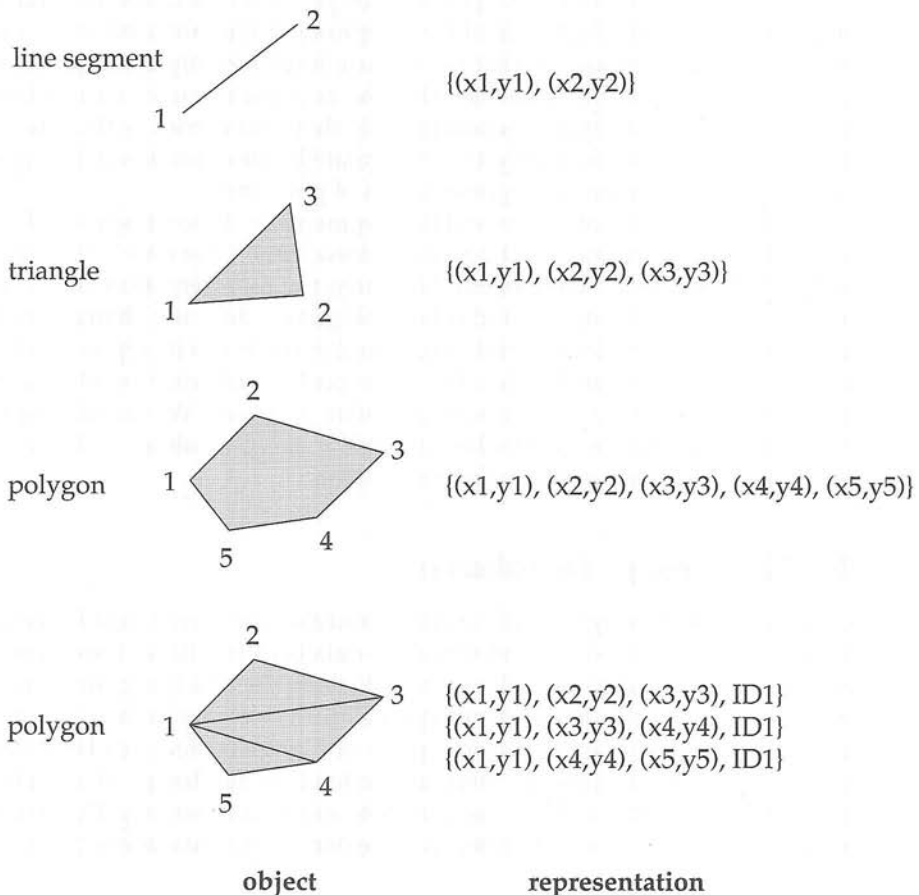 2
line segment
{(x1,y1), (x2,y2)}
1
3
triangle
{(x1,y1), (x2,y2), (x3,y3)}
1
2
2
3
polygon
1
{(x1,y1), (x2,y2), (x3,y3), (x4,y4), (x5,y5)}
5
4
2
3
{(x1,y1), (x2,y2), (x3,y3), ID1}
polygon
1
{(x1,y1), (x3,y3), (x4,y4), ID1}
{(x1,y1), (x4,y4), (x5,y5), ID1}
5
4
object
representation